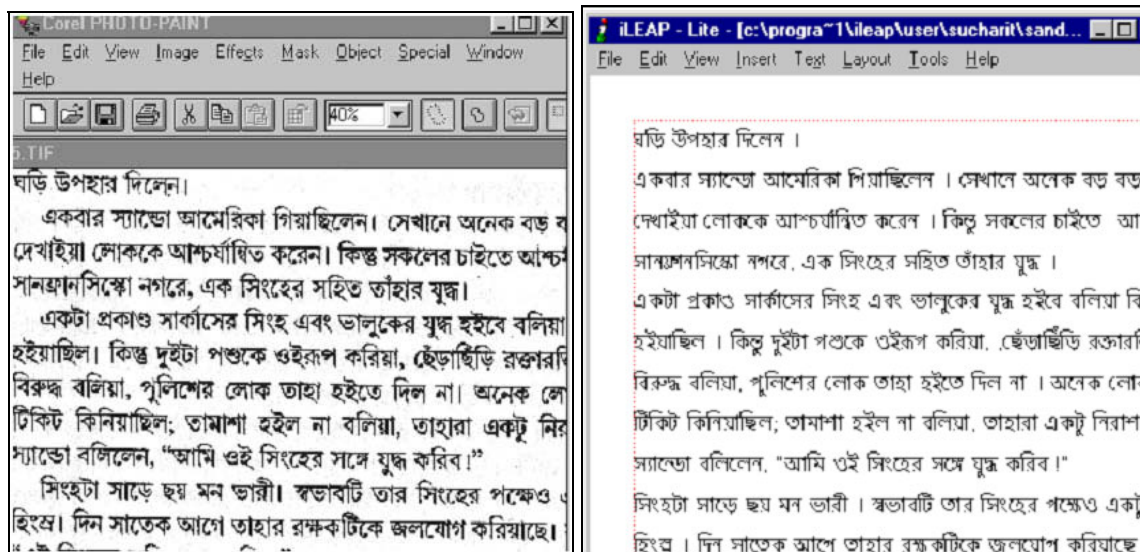 Corel PHOTO-PAINT
File Edit View Image Effects Mask Object Special Window
Help
40%
5.TIF
ঘড়ি উপহার দিলেন।
একবার স্যান্ডো আমেরিকা গিয়াছিলেন। সেখানে অনেক বড় ব
দেখাইয়া লোককে আশ্চর্যান্বিত করেন। কিন্তু সকলের চাইতে আশ্চর্
সানফ্রানসিস্কো নগরে, এক সিংহের সহিত তাঁহার যুদ্ধ।
একটা প্রকাণ্ড সার্কাসের সিংহ এবং ভালুকের যুদ্ধ হইবে বলিয়া
হইয়াছিল। কিন্তু দুইটা পশুকে ওইরূপ করিয়া, ছেঁড়াছিঁড়ি রক্তারক্তি
বিরুদ্ধ বলিয়া, পুলিশের লোক তাহা হইতে দিল না। অনেক লো
টিকিট কিনিয়াছিল; তামাশা হইল না বলিয়া, তাহারা একটু নির
স্যান্ডো বলিলেন, “আমি ওই সিংহের সঙ্গে যুদ্ধ করিব!”
সিংহটা সাড়ে ছয় মন ভারী। স্বভাবটি তার সিংহের পক্ষেও
হিংস্র। দিন সাতেক আগে তাহার রক্ষকটিকে জলযোগ করিয়াছে।
iLEAP - Lite - [c:\progra~1\ileap\user\sucharit\sand...
File Edit View Insert Text Layout Tools Help
ঘড়ি উপহার দিলেন ।
একবার স্যান্ডো আমেরিকা গিয়াছিলেন । সেখানে অনেক বড় বড়
দেখাইয়া লোককে আশ্চর্যান্বিত করেন । কিন্তু সকলের চাইতে আ
নগরে, এক সিংহের সহিত তাঁহার যুদ্ধ ।
একটা প্রকাণ্ড সার্কাসের সিংহ এবং ভালুকের যুদ্ধ হইবে বলিয়া বি
হইয়াছিল । কিন্তু দুইটা পশুকে ওইরূপ করিয়া, ছেঁড়াছিঁড়ি রক্তারক্তি
বিরুদ্ধ বলিয়া, পুলিশের লোক তাহা হইতে দিল না । অনেক লোক
টিকিট কিনিয়াছিল; তামাশা হইল না বলিয়া, তাহারা একটু নিরাশ
স্যান্ডো বলিলেন, "আমি ওই সিংহের সঙ্গে যুদ্ধ করিব !"
সিংহটা সাড়ে ছয় মন ভারী । স্বভাবটি তার সিংহের পক্ষেও একটু
হিংস্র । দিন সাতেক আগে তাহার রক্ষকটিকে জলযোগ করিয়াছে